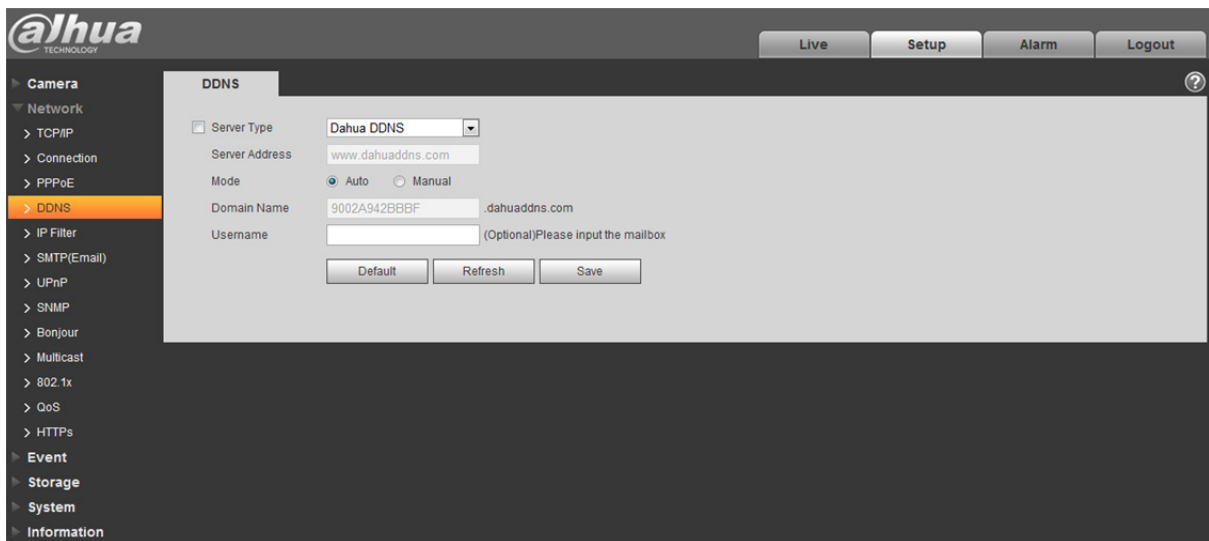 alhua
TECHNOLOGY
Live Setup Alarm Logout
Camera
Network
TCP/IP
Connection
PPPoE
DDNS
IP Filter
SMTP(Email)
UPnP
SNMP
Bonjour
Multicast
802.1x
QoS
HTTPs
Event
Storage
System
Information
DDNS
?
Server Type Dahua DDNS
Server Address www.dahuaddns.com
Mode Auto Manual
Domain Name 9002A942BBBF .dahuaddns.com
Username (Optional)Please input the mailbox
Default Refresh Save